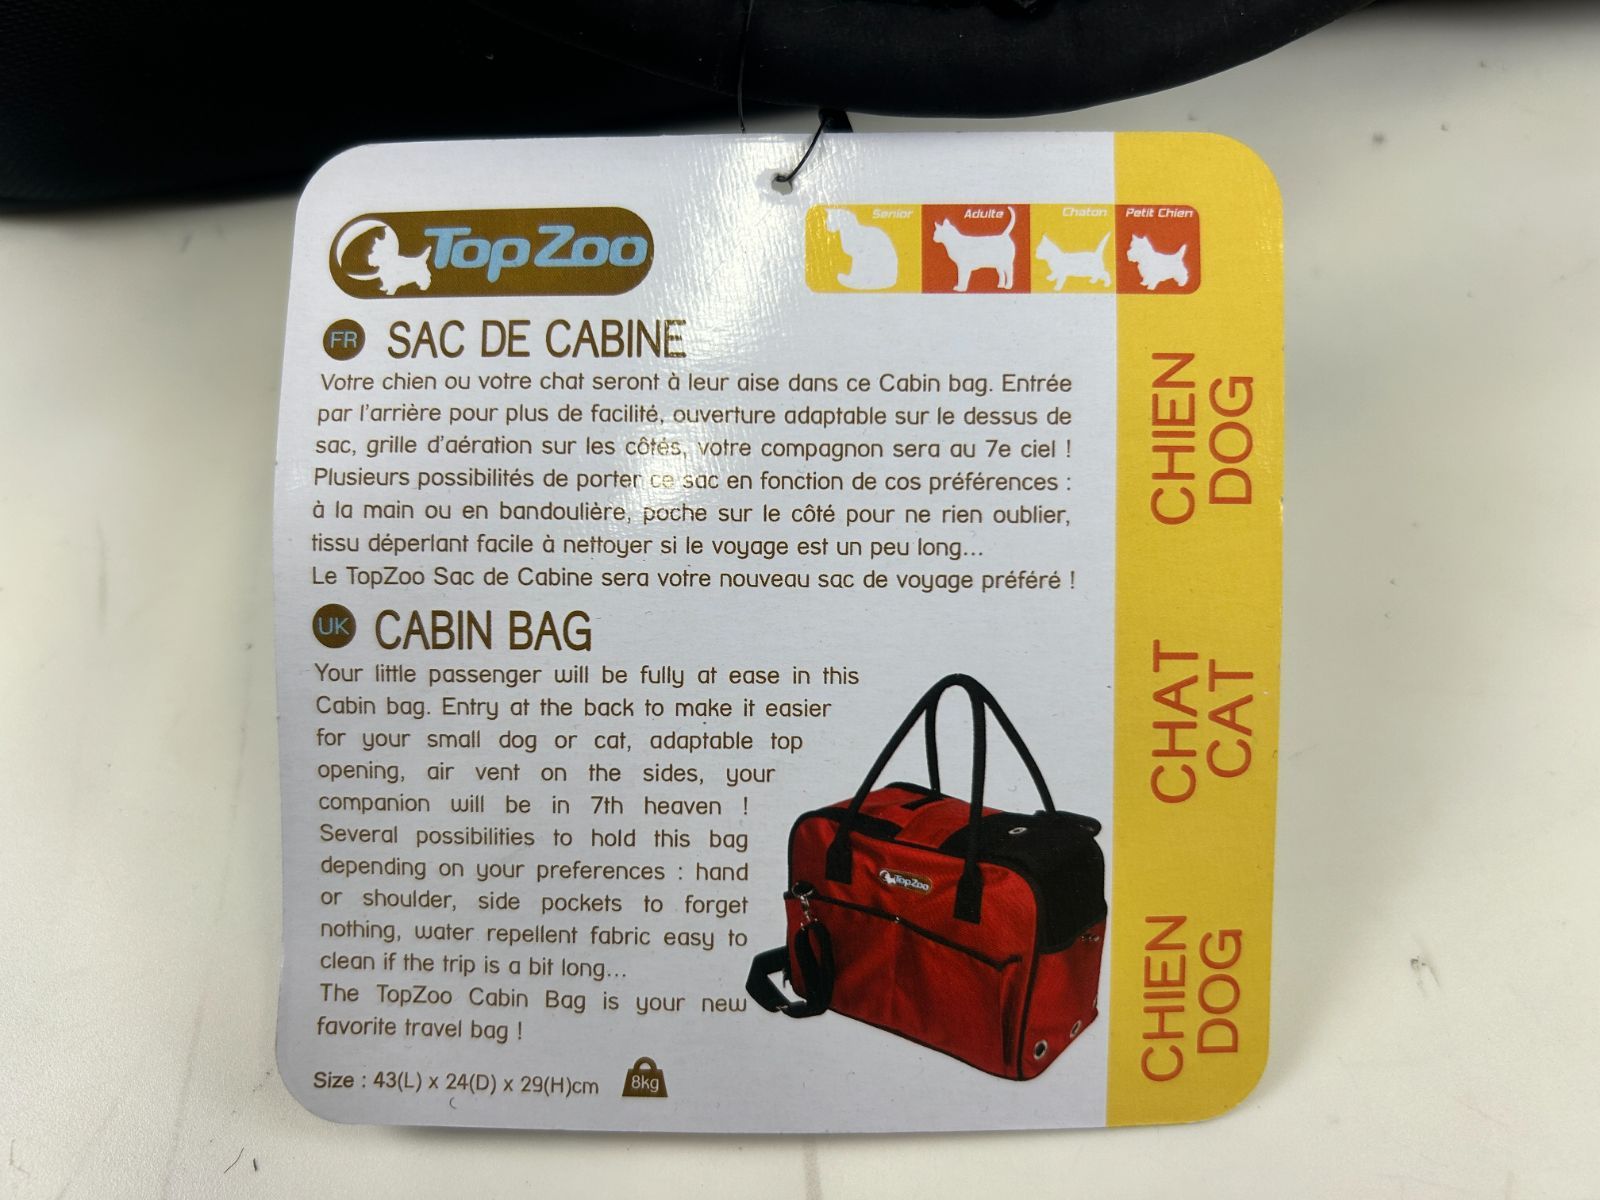 TopZoo
Senior Adulte Chaton Petit Chien
FR SAC DE CABINE
Votre chien ou votre chat seront à leur aise dans ce Cabin bag. Entrée
par l'arrière pour plus de facilité, ouverture adaptable sur le dessus de
sac, grille d'aération sur les côtés, votre compagnon sera au 7e ciel !
Plusieurs possibilités de porter ce sac en fonction de cos préférences :
à la main ou en bandoulière, poche sur le côté pour ne rien oublier,
tissu déperlant facile à nettoyer si le voyage est un peu long...
Le TopZoo Sac de Cabine sera votre nouveau sac de voyage préféré !
UK CABIN BAG
Your little passenger will be fully at ease in this
Cabin bag. Entry at the back to make it easier
for your small dog or cat, adaptable top
opening, air vent on the sides, your
companion will be in 7th heaven !
Several possibilities to hold this bag
depending on your preferences : hand
or shoulder, side pockets to forget
nothing, water repellent fabric easy to
clean if the trip is a bit long...
The TopZoo Cabin Bag is your new
favorite travel bag !
Size : 43(L) x 24(D) x 29(H)cm 8kg
TopZoo
CHIEN
DOG
CHAT
CAT
CHIEN
DOG